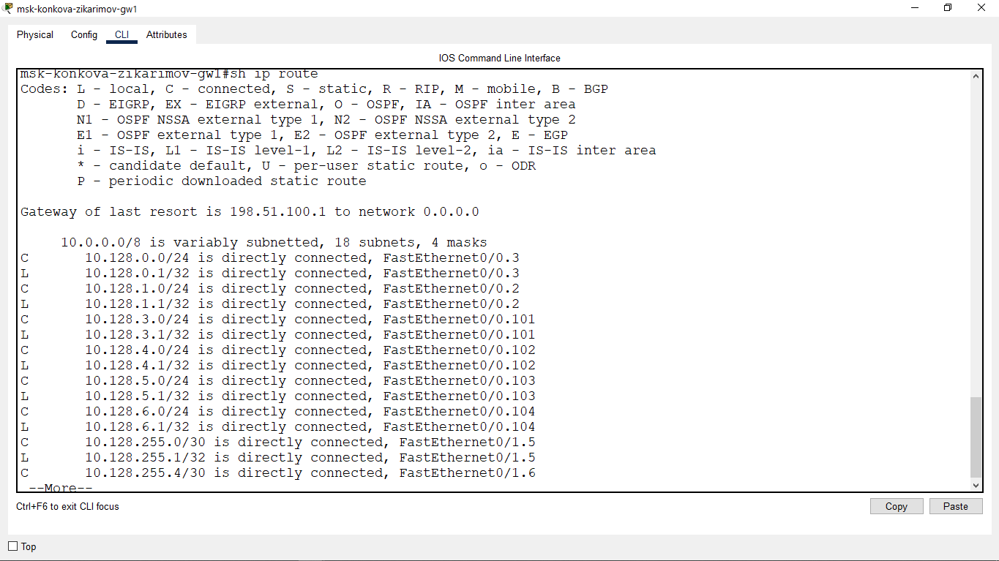 msk-konkova-zikarimov-gw1
Physical Config CLI Attributes
IOS Command Line Interface
msk-konkova-zikarimov-gw1#sh ip route
Codes: L - local, C - connected, S - static, R - RIP, M - mobile, B - BGP
D - EIGRP, EX - EIGRP external, O - OSPF, IA - OSPF inter area
N1 - OSPF NSSA external type 1, N2 - OSPF NSSA external type 2
E1 - OSPF external type 1, E2 - OSPF external type 2, E - EGP
i - IS-IS, L1 - IS-IS level-1, L2 - IS-IS level-2, ia - IS-IS inter area
* - candidate default, U - per-user static route, o - ODR
P - periodic downloaded static route
Gateway of last resort is 198.51.100.1 to network 0.0.0.0
10.0.0.0/8 is variably subnetted, 18 subnets, 4 masks
C 10.128.0.0/24 is directly connected, FastEthernet0/0.3
L 10.128.0.1/32 is directly connected, FastEthernet0/0.3
C 10.128.1.0/24 is directly connected, FastEthernet0/0.2
L 10.128.1.1/32 is directly connected, FastEthernet0/0.2
C 10.128.3.0/24 is directly connected, FastEthernet0/0.101
L 10.128.3.1/32 is directly connected, FastEthernet0/0.101
C 10.128.4.0/24 is directly connected, FastEthernet0/0.102
L 10.128.4.1/32 is directly connected, FastEthernet0/0.102
C 10.128.5.0/24 is directly connected, FastEthernet0/0.103
L 10.128.5.1/32 is directly connected, FastEthernet0/0.103
C 10.128.6.0/24 is directly connected, FastEthernet0/0.104
L 10.128.6.1/32 is directly connected, FastEthernet0/0.104
C 10.128.255.0/30 is directly connected, FastEthernet0/1.5
L 10.128.255.1/32 is directly connected, FastEthernet0/1.5
C 10.128.255.4/30 is directly connected, FastEthernet0/1.6
--More--
Ctrl+F6 to exit CLI focus
Copy Paste
Top